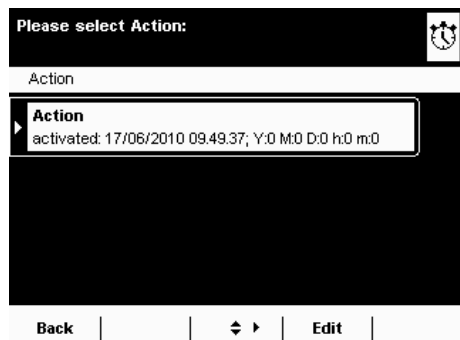 Please select Action:
Action
Action
activated: 17/06/2010 09.49.37; Y:0 M:0 D:0 h:0 m:0
Back Edit